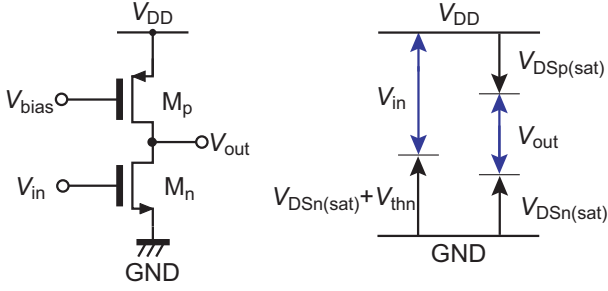 VDD
Vbias
Mp
Vout
Vin
Mn
GND
VDD
VDSp(sat)
Vin
Vout
VDSn(sat)+Vthn
VDSn(sat)
GND